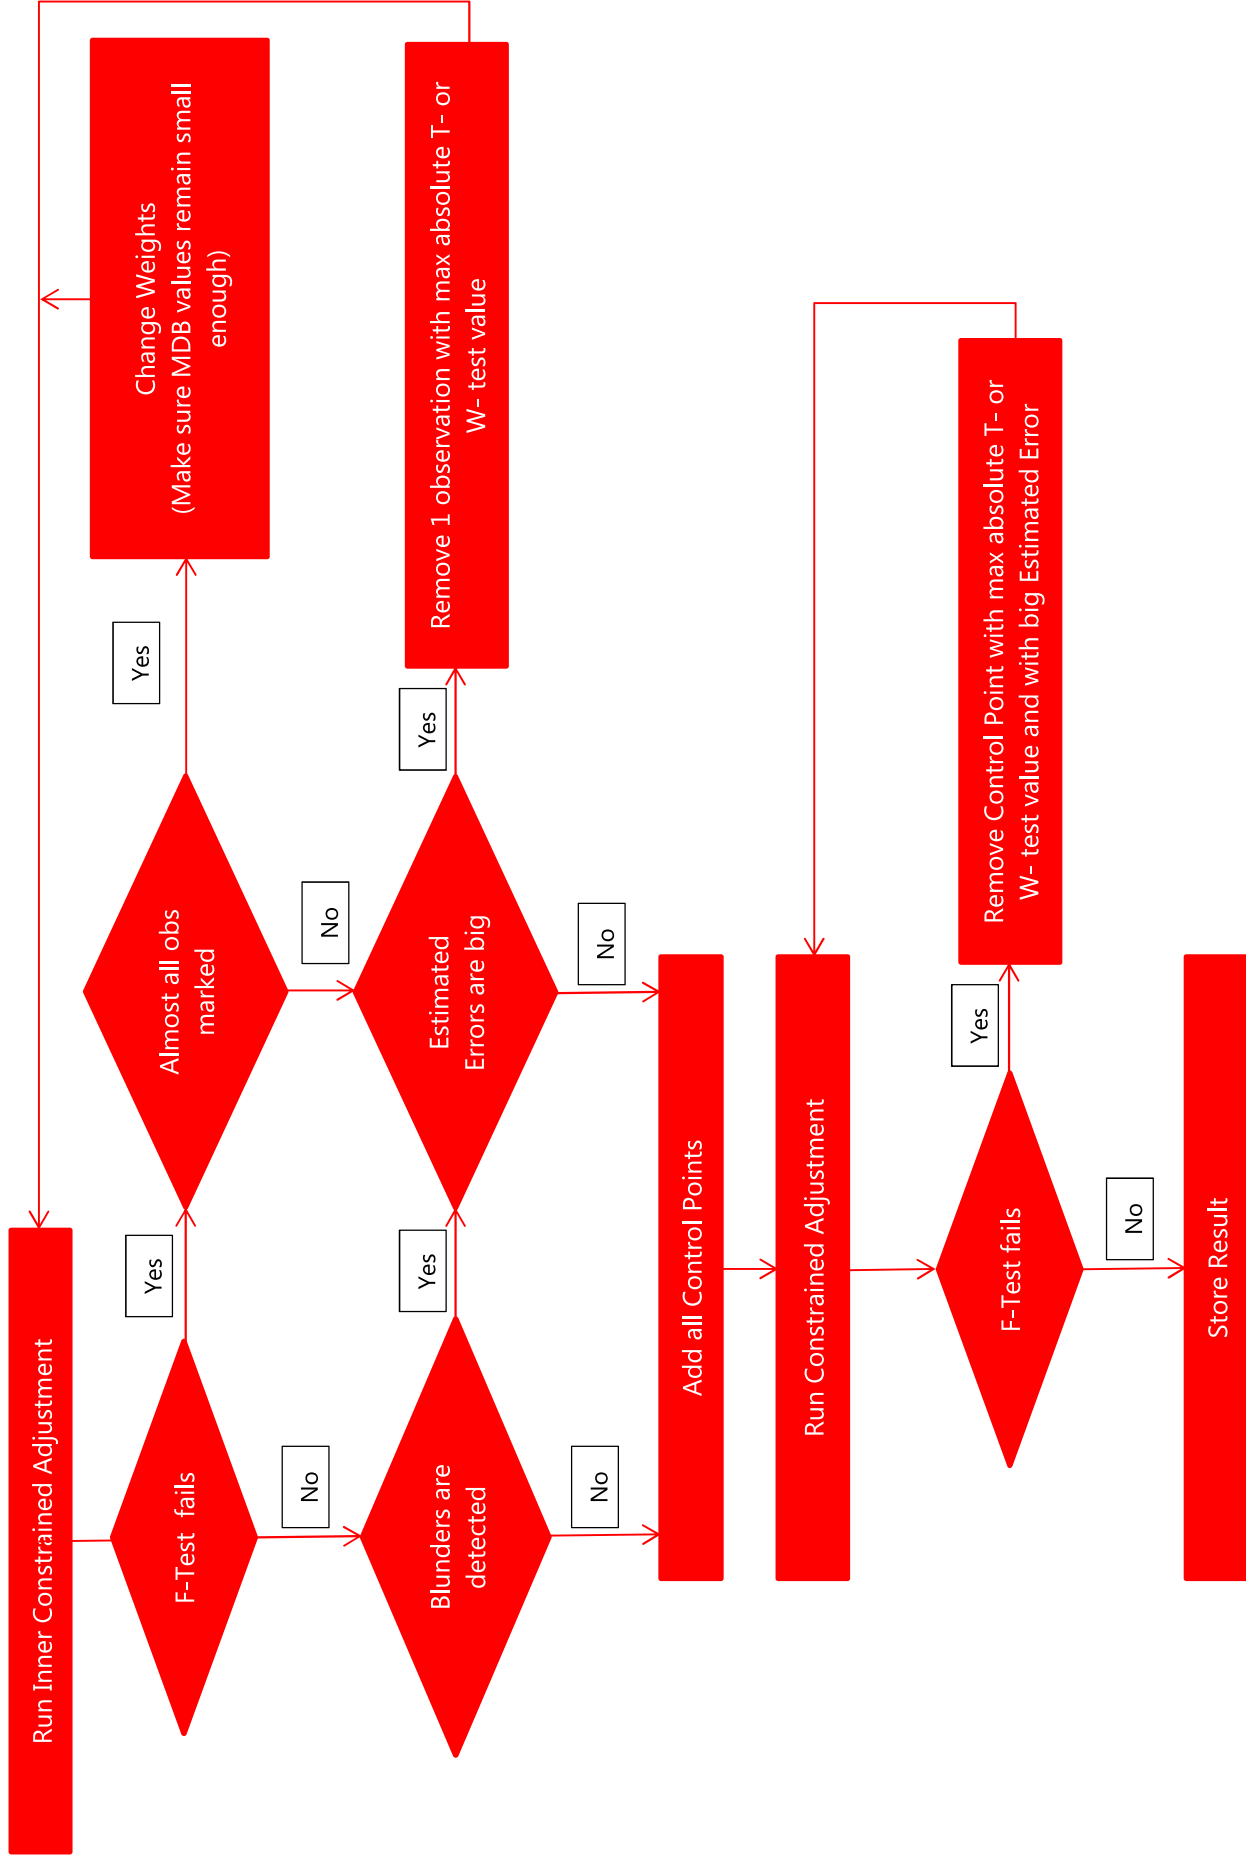 Run Inner Constrained Adjustment
F-Test fails
Yes
Almost all obs
marked
Yes
Change Weights
(Make sure MDB values remain small
enough)
No
No
Blunders are
detected
Yes
Estimated
Errors are big
Yes
Remove 1 observation with max absolute T- or
W- test value
No
No
Add all Control Points
Run Constrained Adjustment
F-Test fails
Yes
Remove Control Point with max absolute T- or
W- test value and with big Estimated Error
No
Store Result